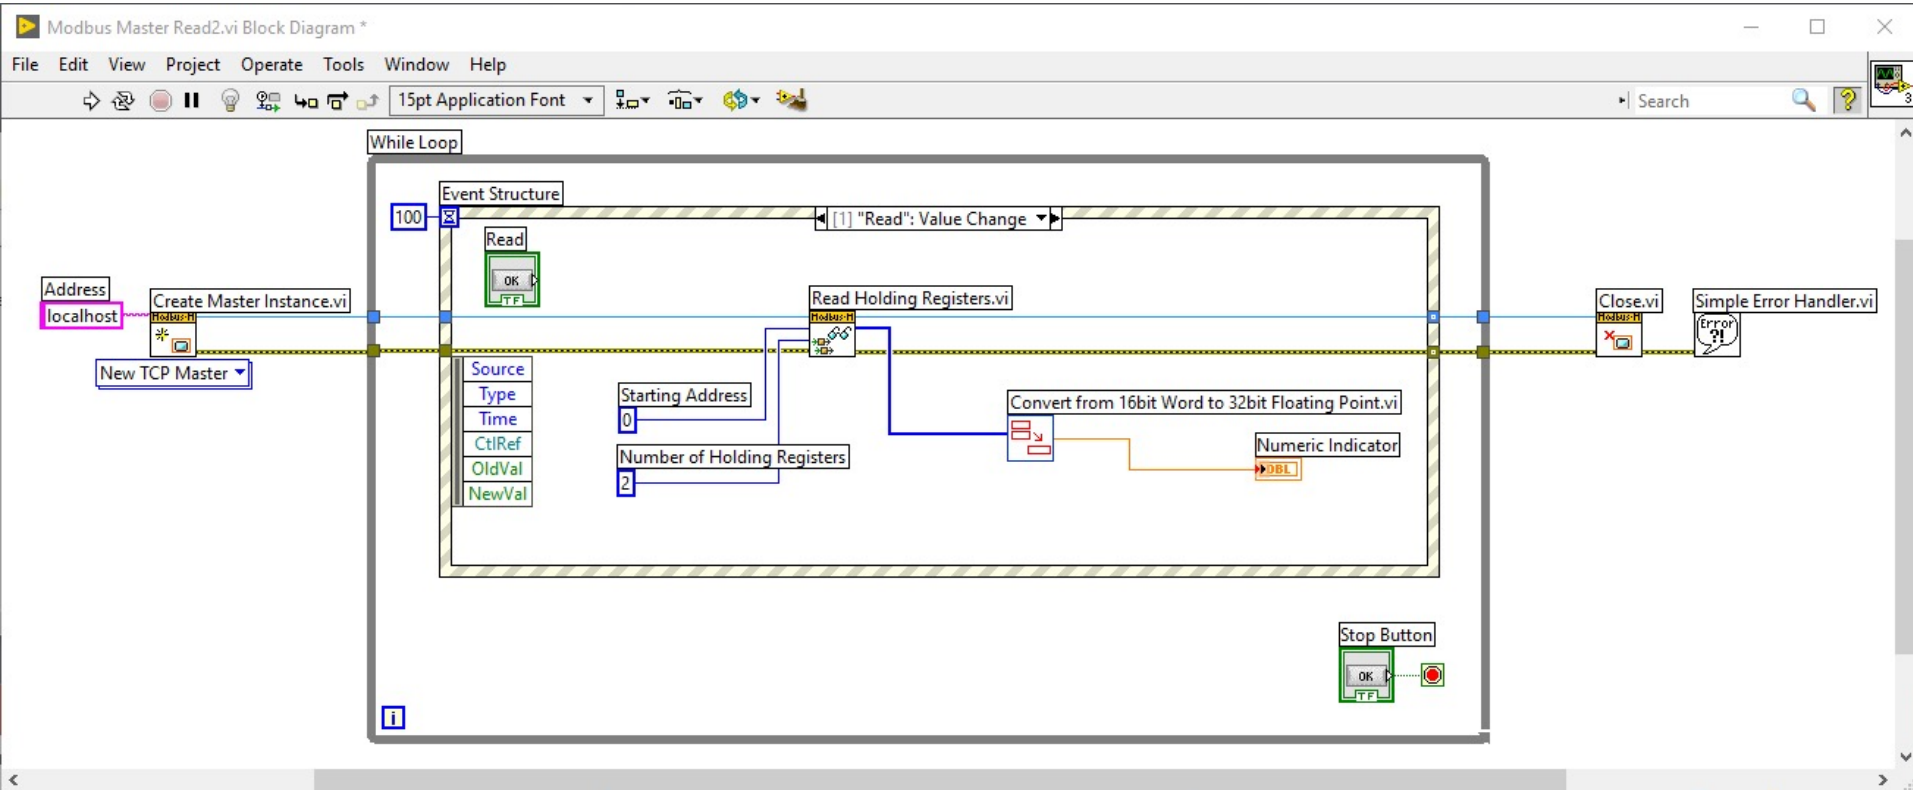 Modbus Master Read2.vi Block Diagram *
File Edit View Project Operate Tools Window Help
15pt Application Font
Search
3
While Loop
Event Structure
100
[1] "Read": Value Change
Read
OK
TF
Address
localhost
Create Master Instance.vi
Modbus-M
New TCP Master
Read Holding Registers.vi
Modbus-M
Close.vi
Modbus-M
Simple Error Handler.vi
Error
?!
Source
Type
Time
CtlRef
OldVal
NewVal
Starting Address
0
Number of Holding Registers
2
Convert from 16bit Word to 32bit Floating Point.vi
Numeric Indicator
DBL
Stop Button
OK
TF
i